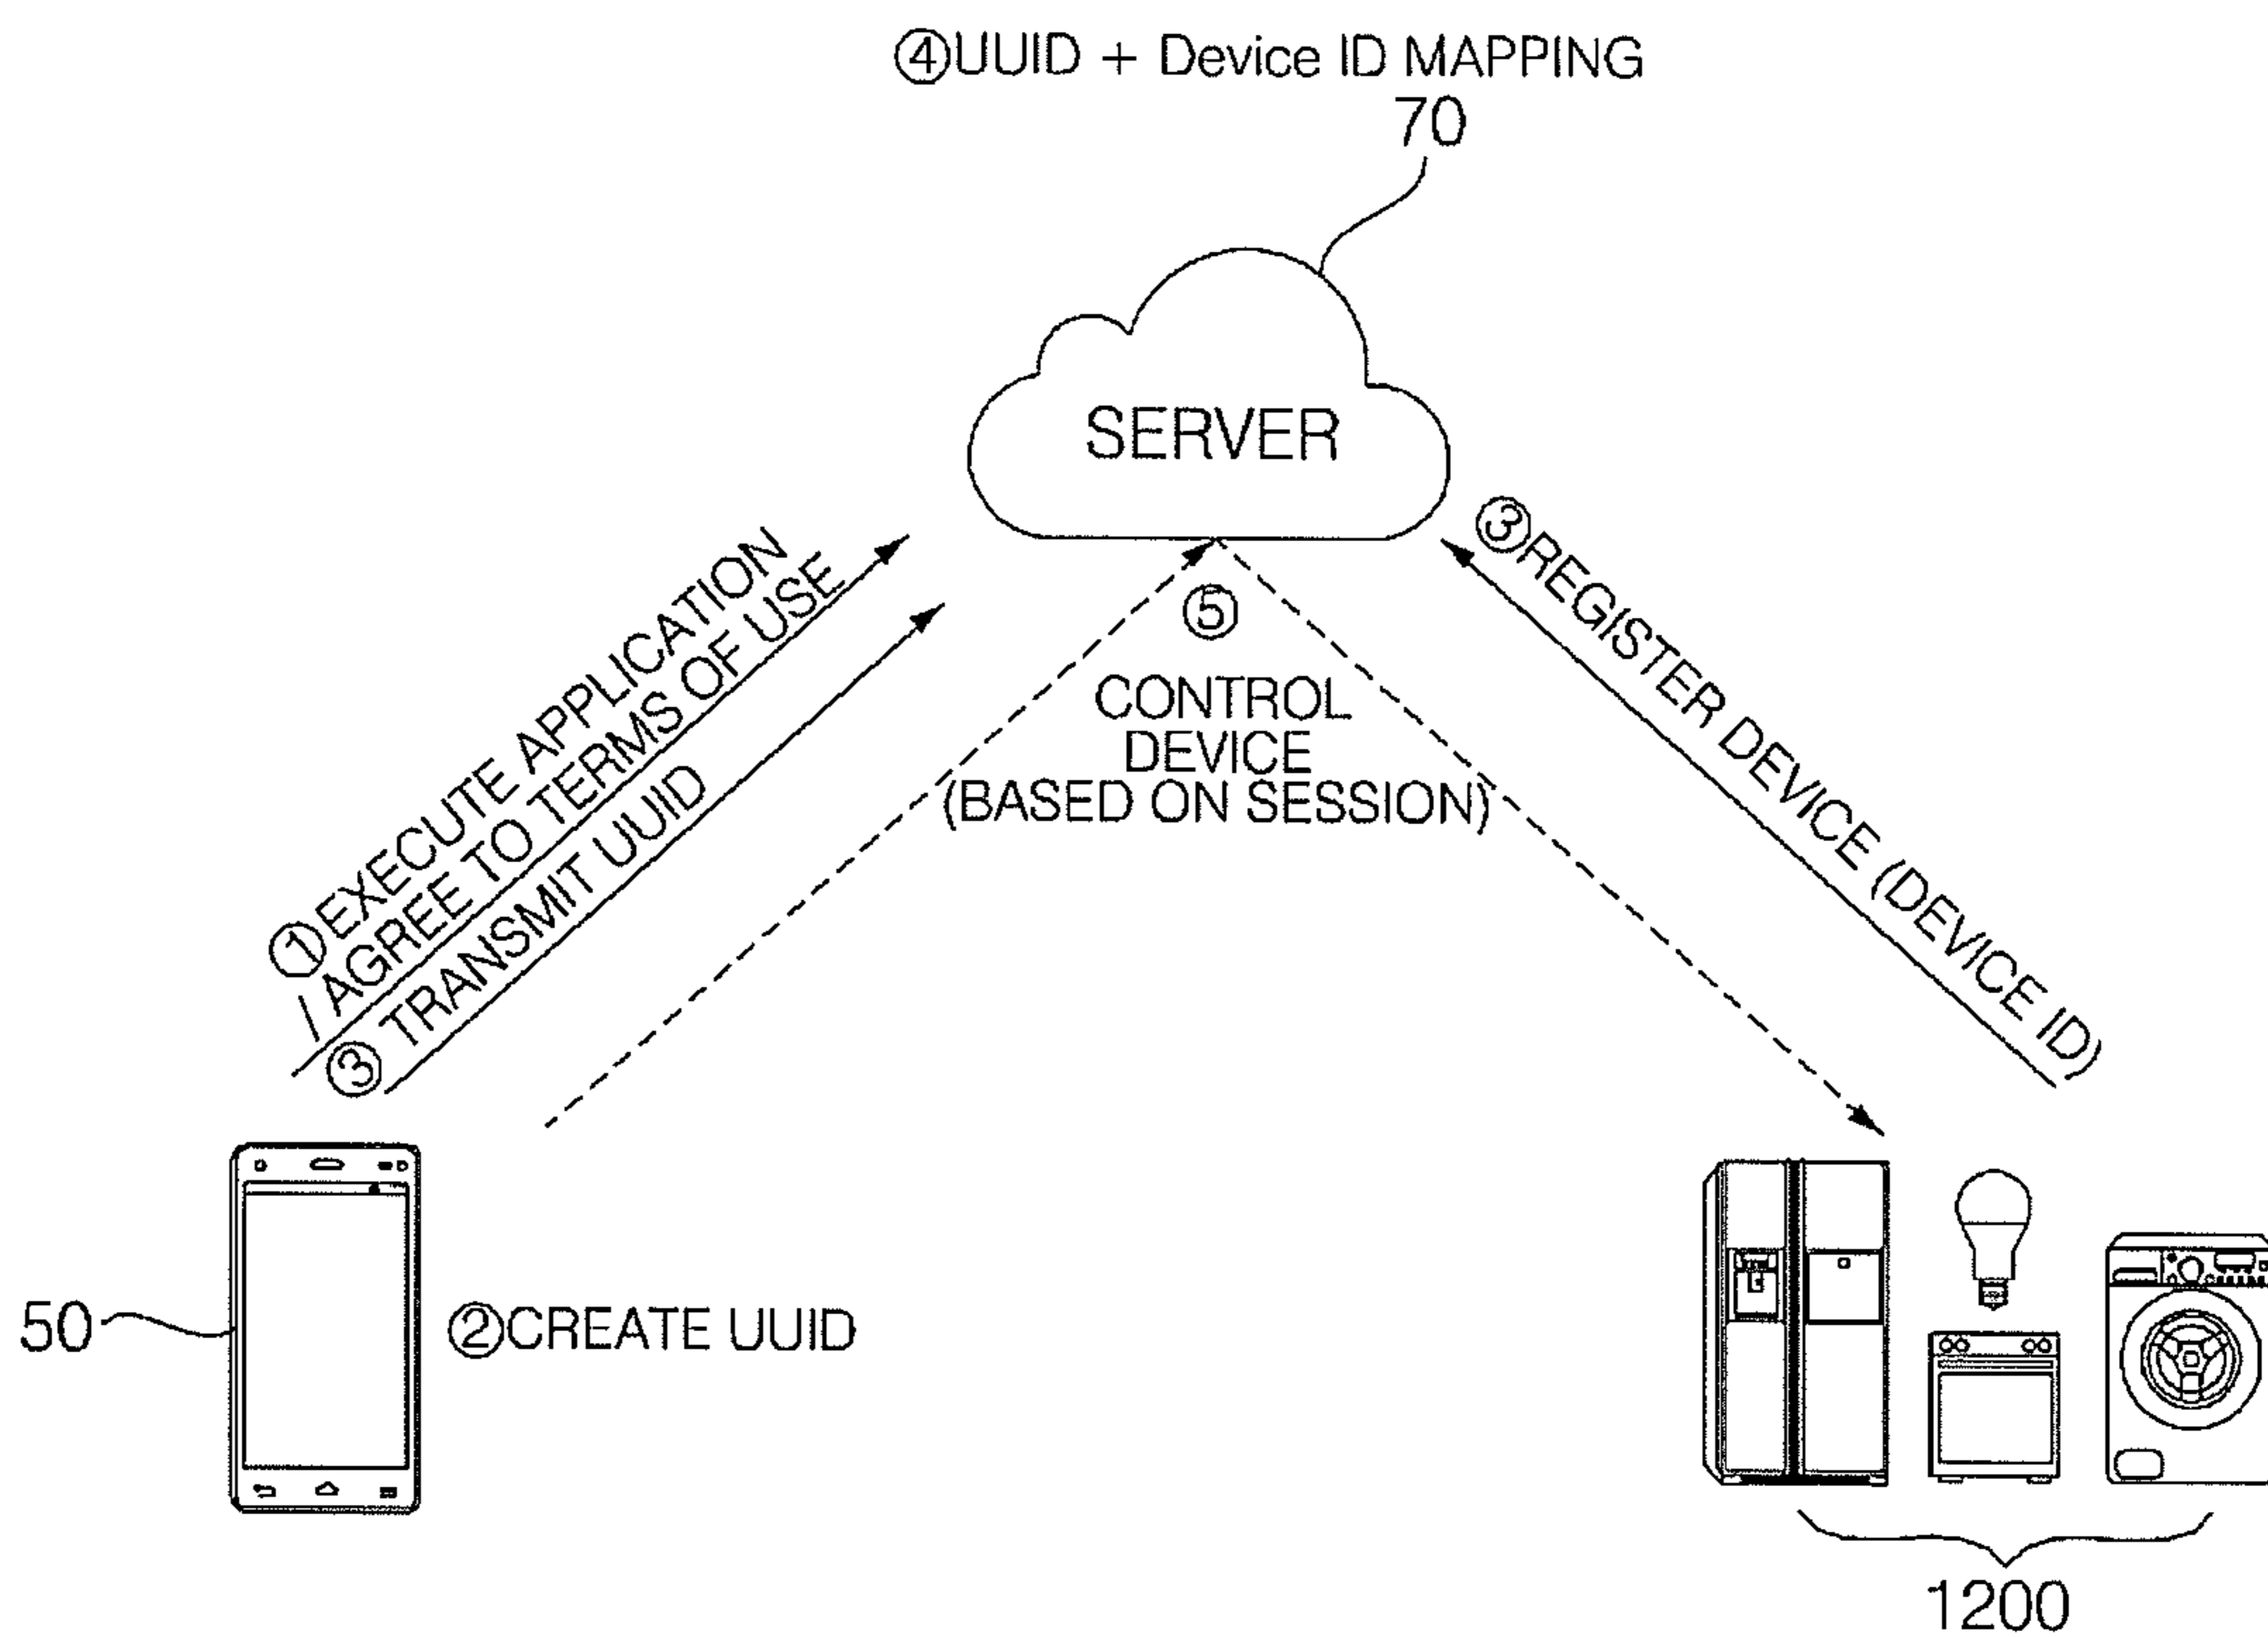 ④UUID + Device ID MAPPING
70
SERVER
①EXECUTE APPLICATION
/AGREE TO TERMS OF USE
③ TRANSMIT UUID
⑤
CONTROL
DEVICE
(BASED ON SESSION)
③REGISTER DEVICE (DEVICE ID)
50
②CREATE UUID
1200